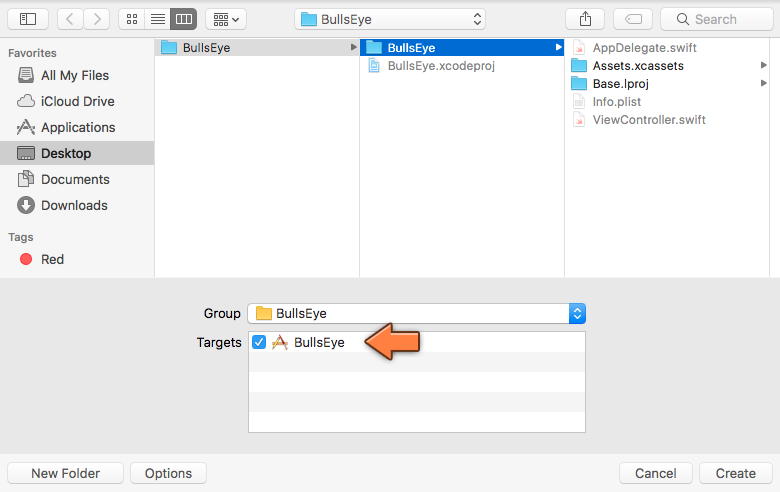 BullsEye
Search
Favorites
All My Files
iCloud Drive
Applications
Desktop
Documents
Downloads
Tags
Red
BullsEye
BullsEye
BullsEye.xcodeproj
AppDelegate.swift
Assets.xcassets
Base.lproj
Info.plist
ViewController.swift
Group BullsEye
Targets BullsEye
New Folder Options Cancel Create